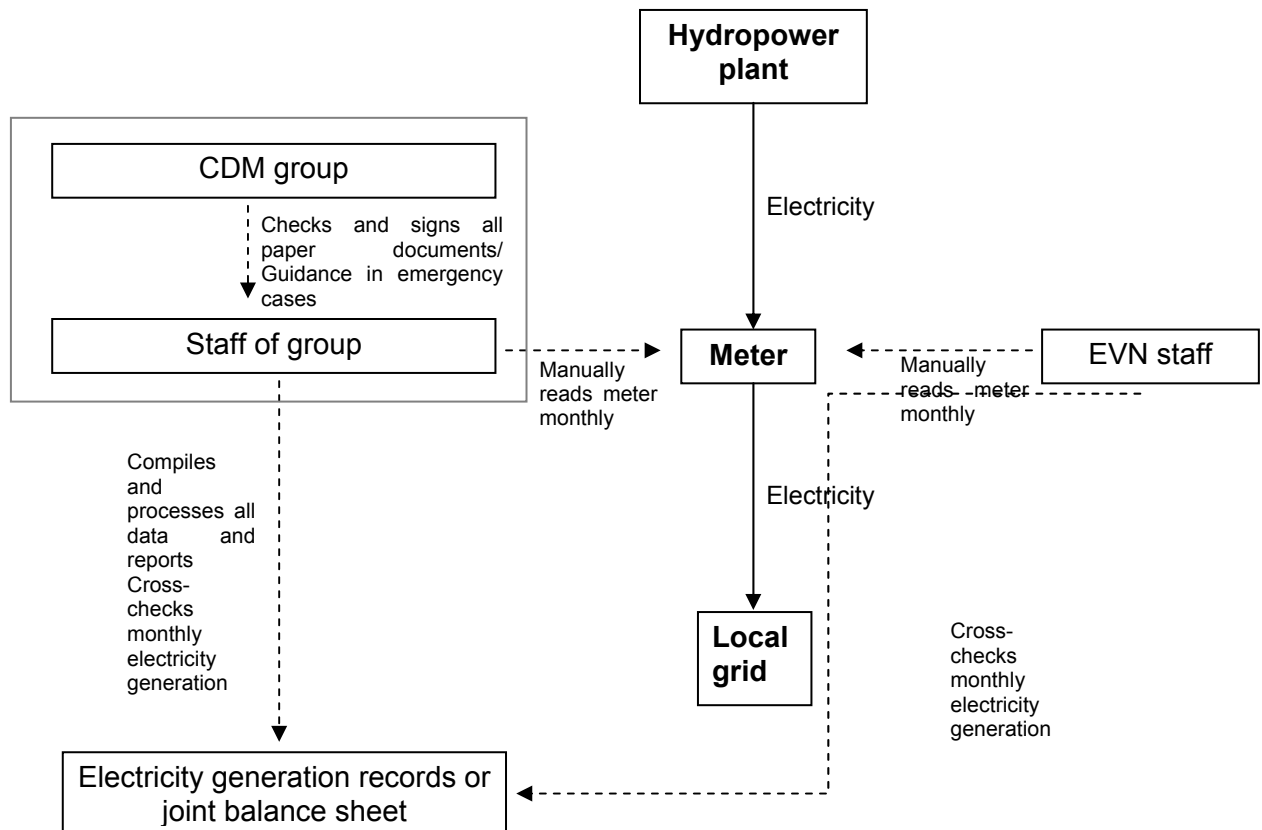 Hydropower
plant
CDM group
Checks and signs all
paper documents/
Guidance in emergency
cases
Electricity
Staff of group
Manually
reads meter
monthly
Meter
Manually
reads meter
monthly
EVN staff
Compiles
and
processes all
data and
reports
Cross-
checks
monthly
electricity
generation
Electricity
Local
grid
Cross-
checks
monthly
electricity
generation
Electricity generation records or
joint balance sheet